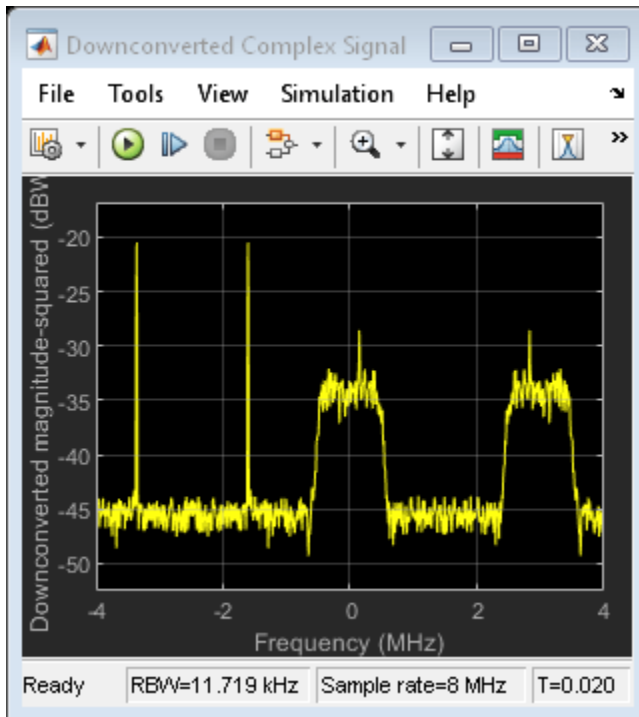 Downconverted Complex Signal
File Tools View Simulation Help
Downconverted magnitude-squared (dBW
-20
-25
-30
-35
-40
-45
-50
-4 -2 0 2 4
Frequency (MHz)
Ready RBW=11.719 kHz Sample rate=8 MHz T=0.020